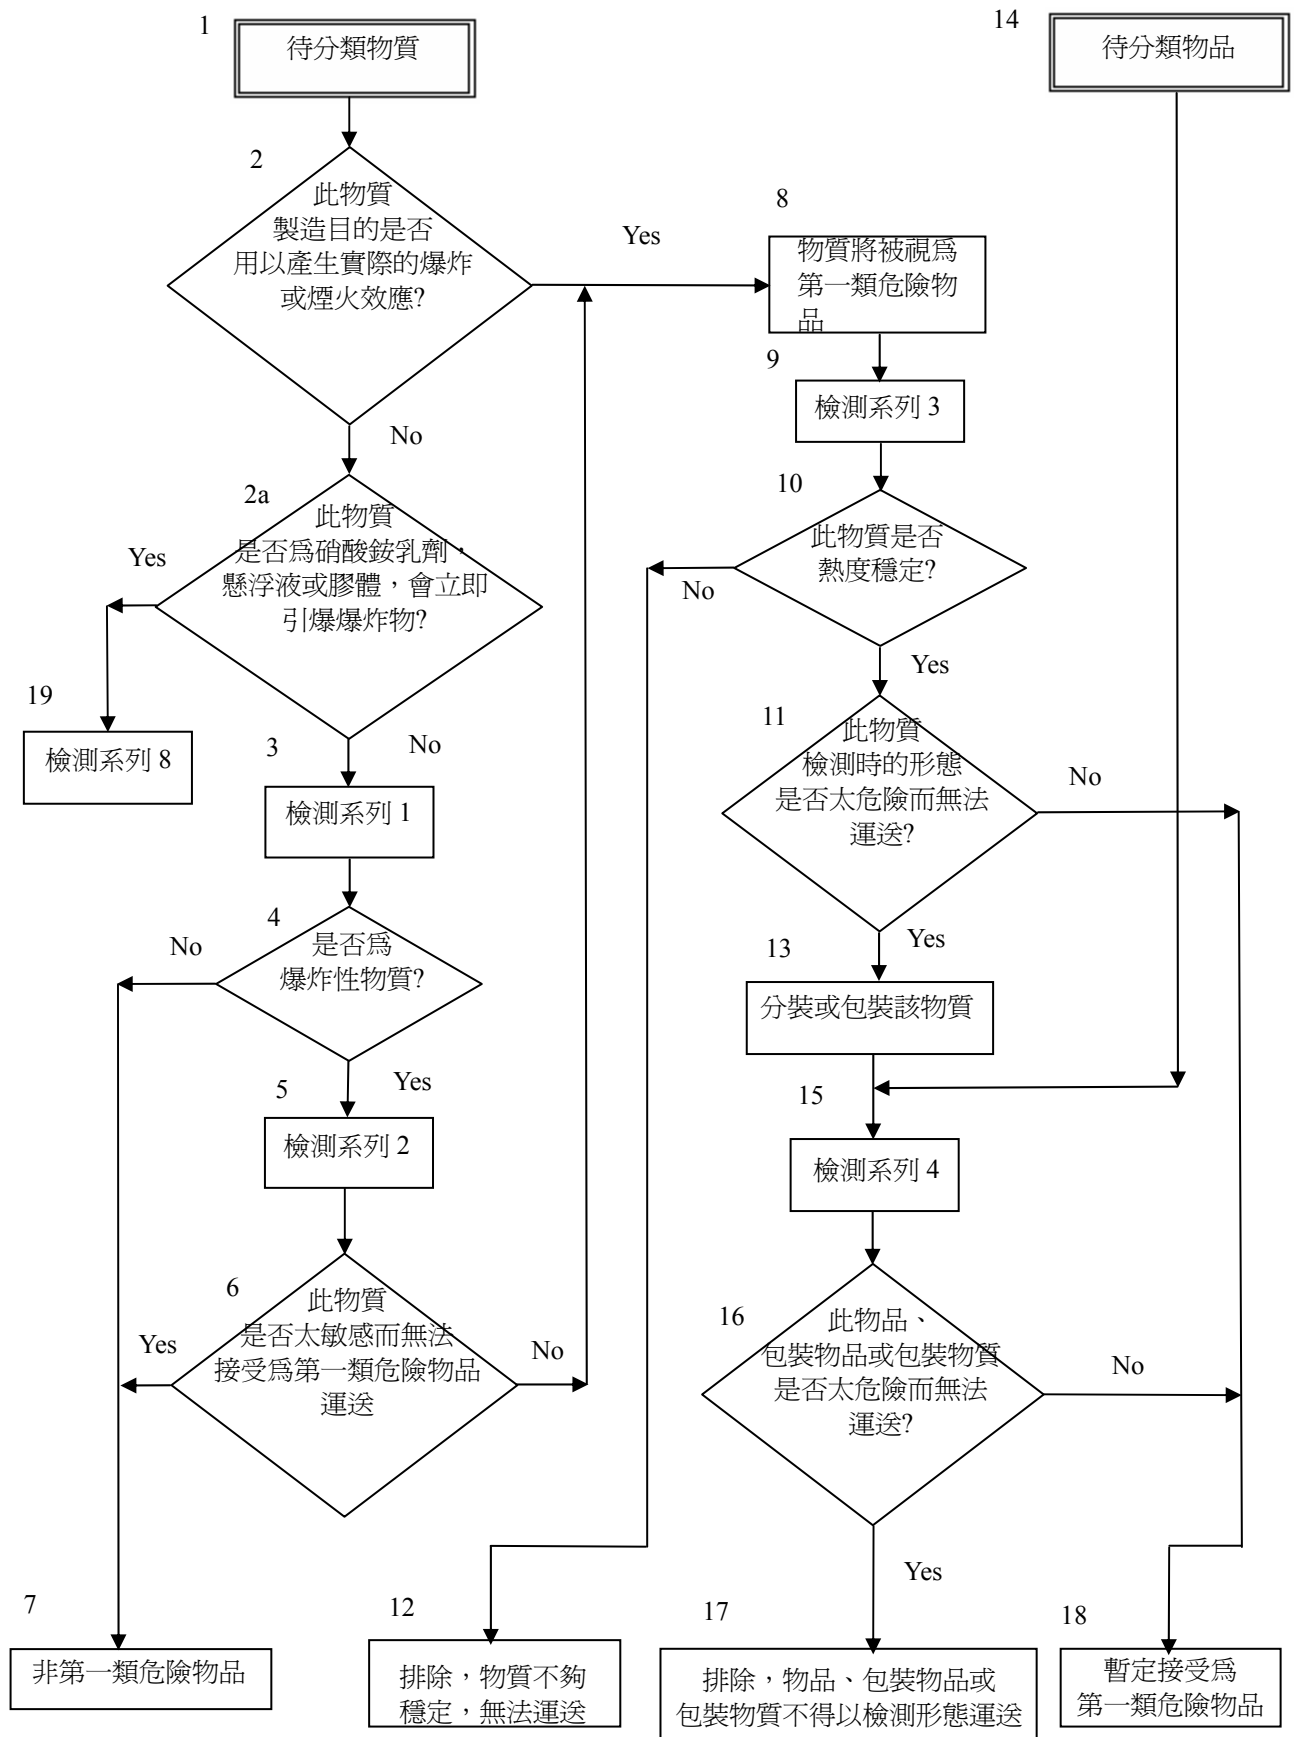 1
待分類物質
2
此物質
製造目的是否
用以產生實際的爆炸
或煙火效應?
Yes
No
2a
此物質
是否爲硝酸銨乳劑，
懸浮液或膠體，會立即
引爆爆炸物?
Yes
No
19
檢測系列 8
3
檢測系列 1
4
是否爲
爆炸性物質?
No
Yes
5
檢測系列 2
6
此物質
是否太敏感而無法
接受爲第一類危險物品
運送
Yes
No
7
非第一類危險物品
8
物質將被視爲
第一類危險物
品
9
檢測系列 3
10
此物質是否
熱度穩定?
No
Yes
11
此物質
檢測時的形態
是否太危險而無法
運送?
No
Yes
12
排除，物質不夠
穩定，無法運送
13
分裝或包裝該物質
14
待分類物品
15
檢測系列 4
16
此物品、
包裝物品或包裝物質
是否太危險而無法
運送?
No
Yes
17
排除，物品、包裝物品或
包裝物質不得以檢測形態運送
18
暫定接受爲
第一類危險物品